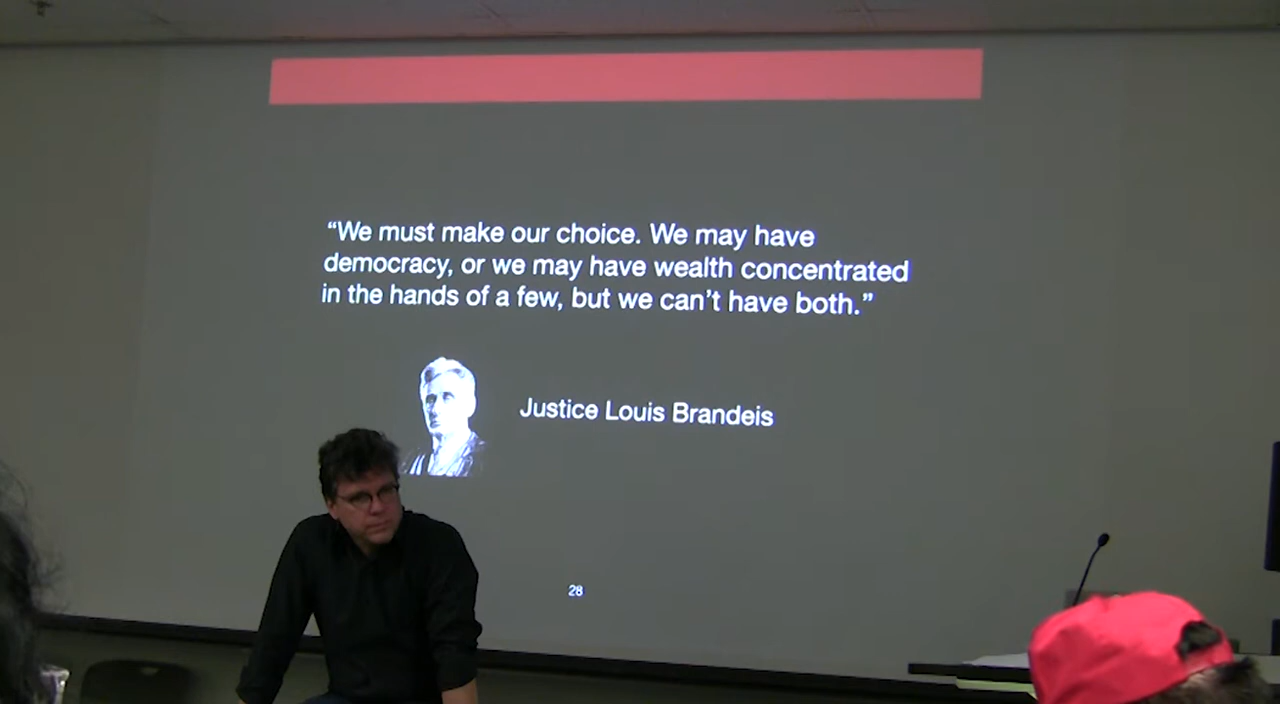 “We must make our choice. We may have
democracy, or we may have wealth concentrated
in the hands of a few, but we can’t have both.”
Justice Louis Brandeis
28